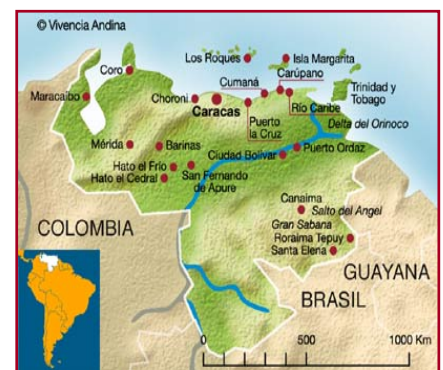 © Vivencia Andina
Los Roques
Isla Margarita
Coro
Carúpano
Cumaná
Trinidad y
Tobago
Maracaibo
Choroni
Caracas
Río Caribe
Puerto
la Cruz
Delta del Orinoco
Mérida
Barinas
Puerto Ordaz
Ciudad Bolívar
Hato el Frío
Hato el Cedral
San Fernando
de Apure
Canaima
Salto del Angel
Gran Sabana
COLOMBIA
Roraima Tepuy
Santa Elena
GUAYANA
BRASIL
0 500 1000 Km